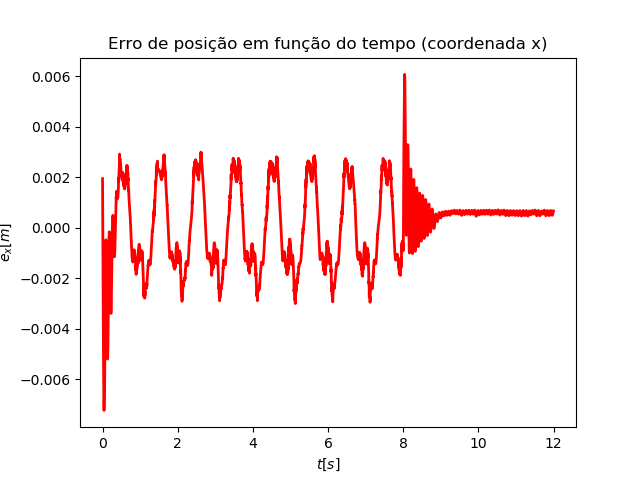 Erro de posição em função do tempo (coordenada x)
0.006
0.004
0.002
0.000
−0.002
−0.004
−0.006
e_x[m]
0 2 4 6 8 10 12
t[s]